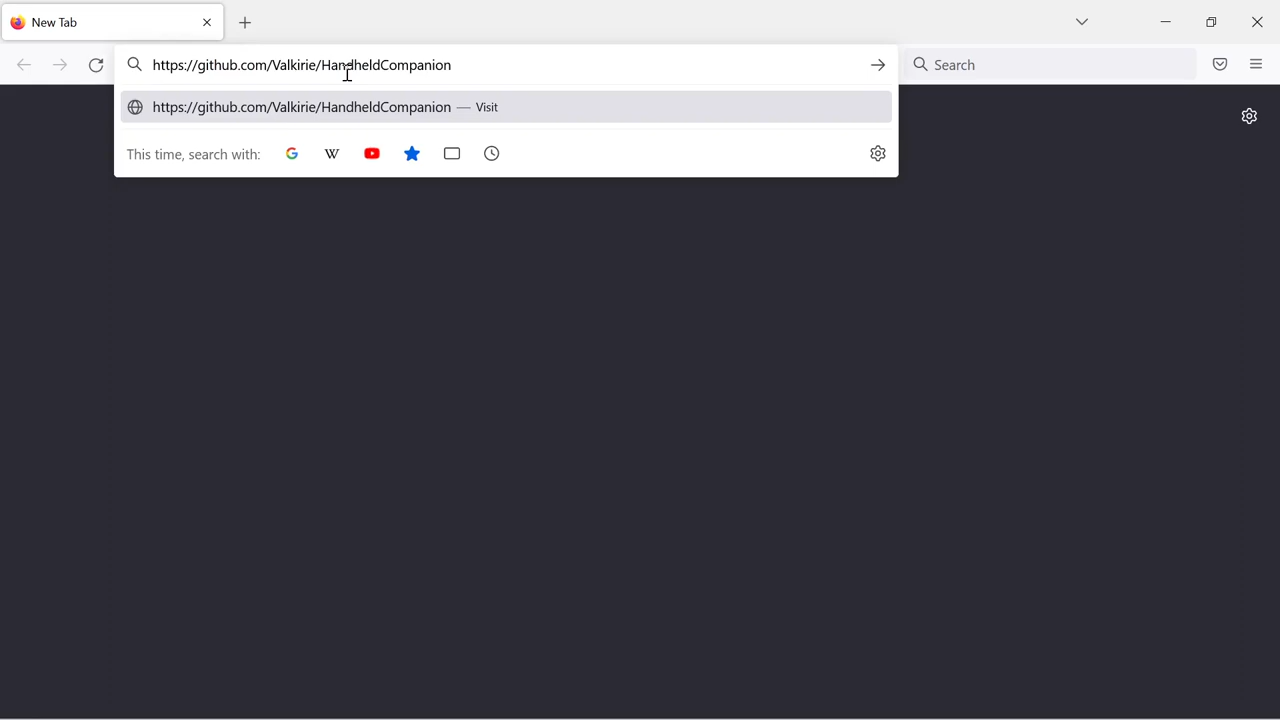 New Tab
https://github.com/Valkirie/HandheldCompanion
Search
https://github.com/Valkirie/HandheldCompanion — Visit
This time, search with: